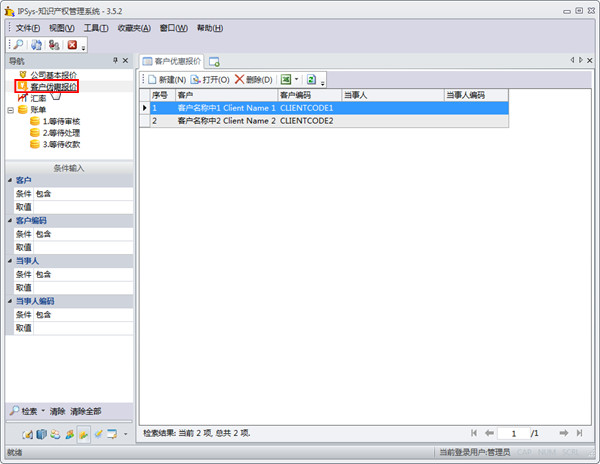 IPSys-知识产权管理系统 - 3.5.2
文件(F) 视图(V) 工具(T) 收藏夹(A) 窗口(W) 帮助(H)
导航
公司基本报价
客户优惠报价
汇率
账单
1.等待审核
2.等待处理
3.等待收款
条件输入
客户
条件 包含
取值
客户编码
条件 包含
取值
当事人
条件 包含
取值
当事人编码
条件 包含
取值
检索 清除 清除全部
客户优惠报价
新建(N) 打开(O) 删除(D)
序号 客户 客户编码 当事人 当事人编码
1 客户名称中1 Client Name 1 CLIENTCODE1
2 客户名称中2 Client Name 2 CLIENTCODE2
检索结果: 当前 2 项, 总共 2 项. 1 /1
就绪 当前登录用户:管理员 CAP NUM SCRL